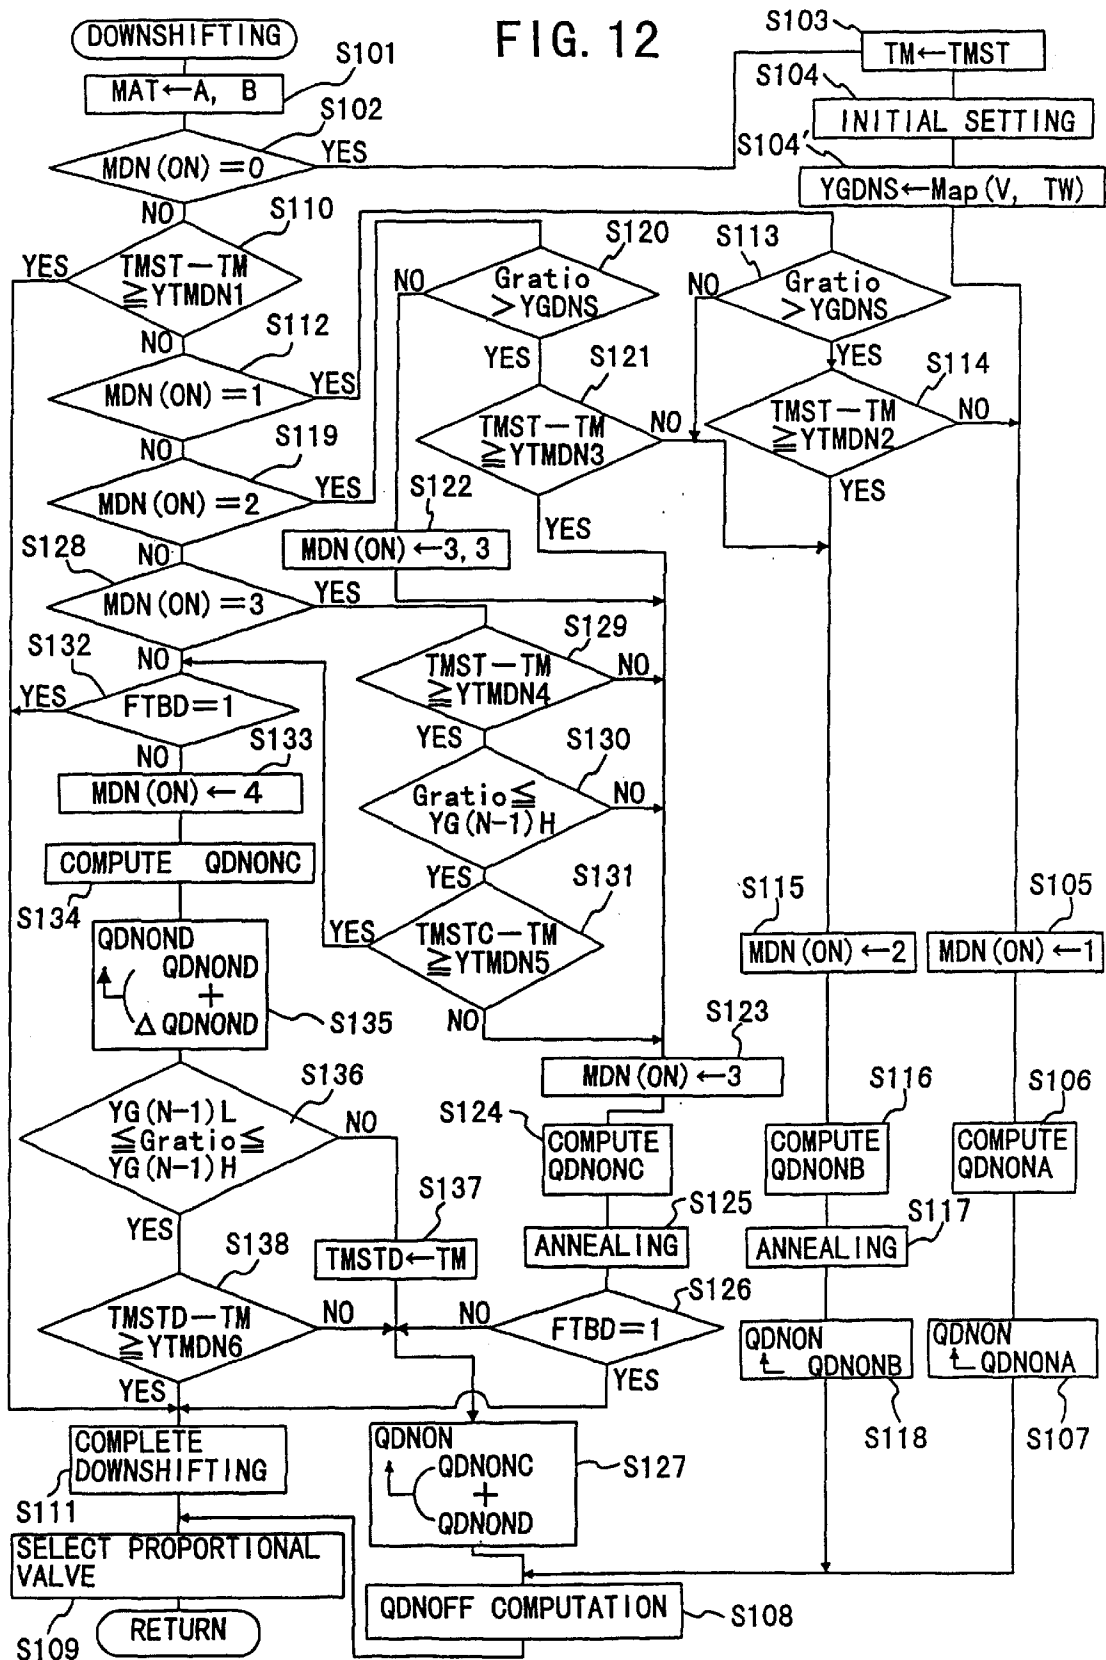 FIG. 12
DOWNSHIFTING
S101
MAT←A, B
S102
MDN(ON)=0
YES
NO
S103
TM←TMST
S104
INITIAL SETTING
S104'
YGDNS←Map(V, TW)
S110
YES
TMST−TM
≧YTMDN1
NO
S112
MDN(ON)=1
YES
NO
S119
MDN(ON)=2
YES
NO
S128
MDN(ON)=3
YES
NO
S132
YES
FTBD=1
NO
S133
MDN(ON)←4
COMPUTE QDNONC
S134
QDNOND
QDNOND
+
ΔQDNOND
S135
S136
YG(N-1)L
≦Gratio≦
YG(N-1)H
NO
YES
S137
TMSTD←TM
S138
TMSTD−TM
≧YTMDN6
NO
YES
COMPLETE
DOWNSHIFTING
S111
SELECT PROPORTIONAL
VALVE
S109
RETURN
S120
NO
Gratio
>YGDNS
YES
S121
TMST−TM
≧YTMDN3
NO
YES
S122
MDN(ON)←3,3
S129
TMST−TM
≧YTMDN4
NO
YES
S130
Gratio≦
YG(N-1)H
NO
YES
S131
YES
TMSTC−TM
≧YTMDN5
NO
S123
MDN(ON)←3
S124
COMPUTE
QDNONC
S125
ANNEALING
S126
NO
FTBD=1
YES
QDNON
QDNONC
+
QDNOND
S127
QDNOFF COMPUTATION
S108
S113
NO
Gratio
>YGDNS
YES
S114
TMST−TM
≧YTMDN2
NO
YES
S115
MDN(ON)←2
S116
COMPUTE
QDNONB
S117
ANNEALING
QDNON
QDNONB
S118
S105
MDN(ON)←1
S106
COMPUTE
QDNONA
QDNON
QDNONA
S107